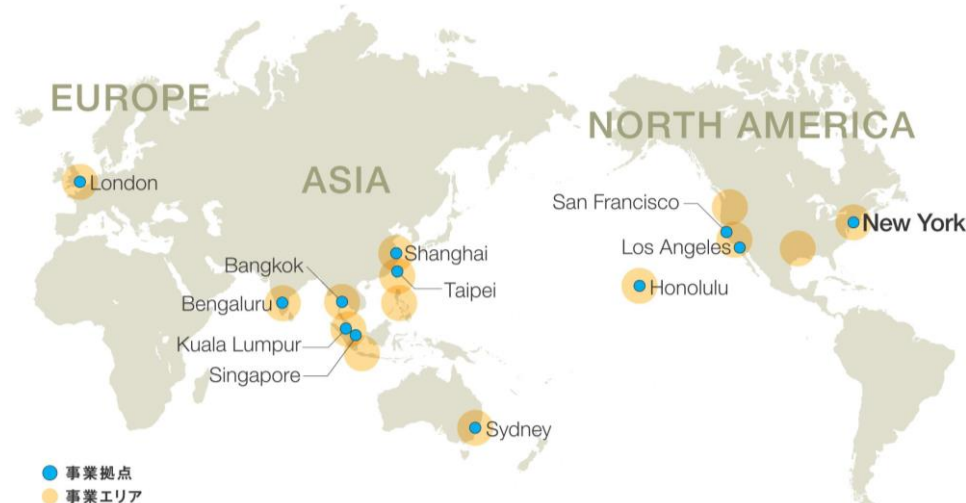 EUROPE
NORTH AMERICA
ASIA
London
San Francisco
New York
Shanghai
Los Angeles
Bangkok
Taipei
Honolulu
Bengaluru
Kuala Lumpur
Singapore
Sydney
事業拠点
事業エリア